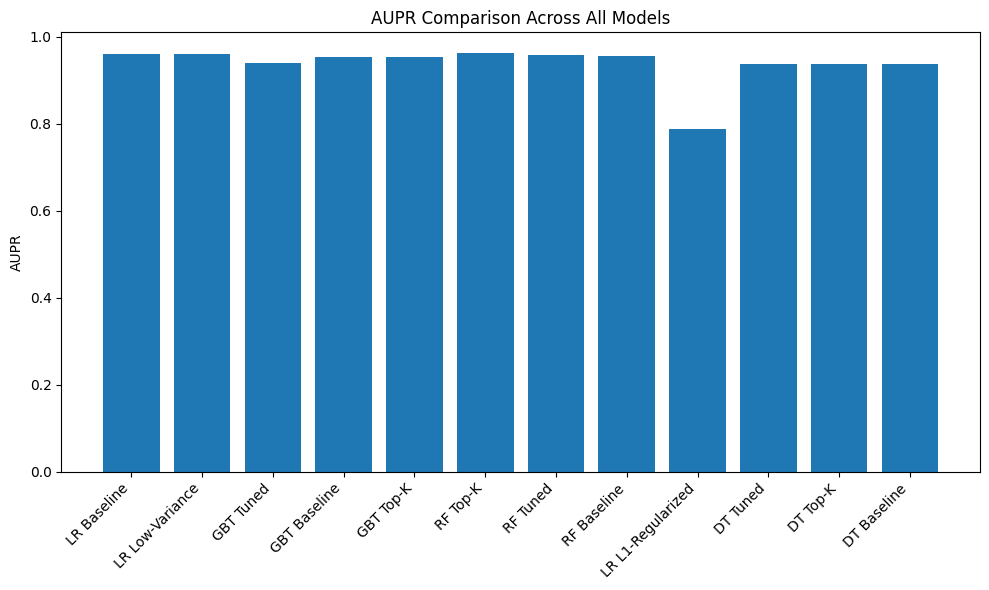 AUPR Comparison Across All Models
1.0
0.8
0.6
0.4
0.2
0.0
AUPR
LR Baseline
LR Low-Variance
GBT Tuned
GBT Baseline
GBT Top-K
RF Top-K
RF Tuned
RF Baseline
LR L1-Regularized
DT Tuned
DT Top-K
DT Baseline